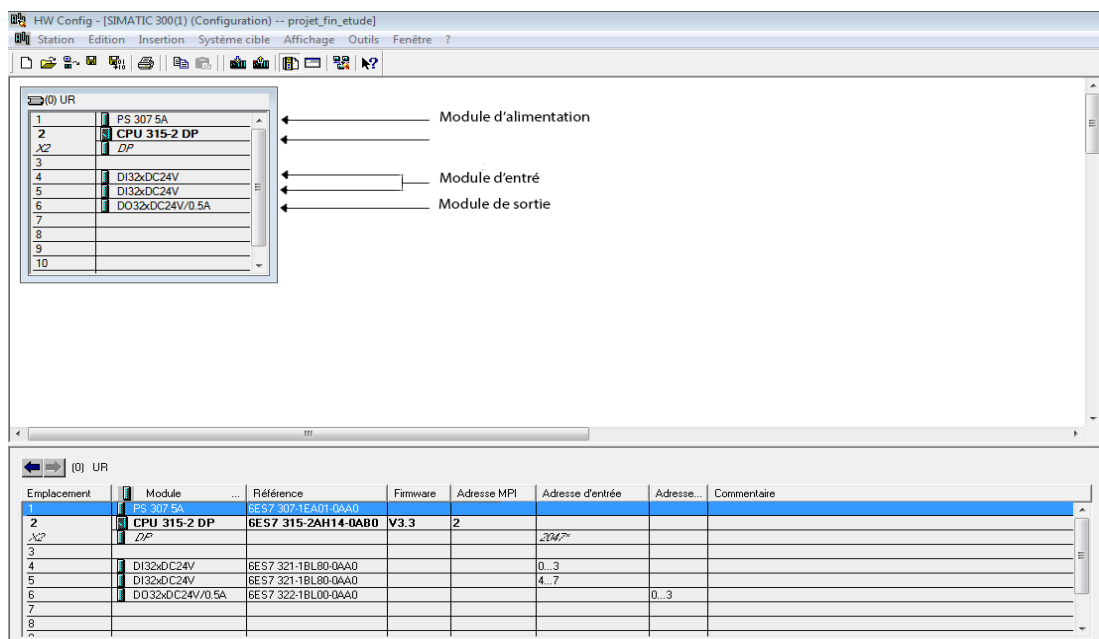 HW Config - [SIMATIC 300(1) (Configuration) -- projet_fin_etude]
Station Edition Insertion Système cible Affichage Outils Fenêtre ?
(0) UR
1 PS 307 5A
2 CPU 315-2 DP
X2 DP
3
4 DI32xDC24V
5 DI32xDC24V
6 DO32xDC24V/0.5A
7
8
9
10
Module d'alimentation
Module d'entré
Module de sortie
(0) UR
Emplacement Module ... Référence Firmware Adresse MPI Adresse d'entrée Adresse... Commentaire
1 PS 307 5A 6ES7 307-1EA01-0AA0
2 CPU 315-2 DP 6ES7 315-2AH14-0AB0 V3.3 2
X2 DP 2047*
3
4 DI32xDC24V 6ES7 321-1BL80-0AA0 0...3
5 DI32xDC24V 6ES7 321-1BL80-0AA0 4...7
6 DO32xDC24V/0.5A 6ES7 322-1BL00-0AA0 0...3
7
8